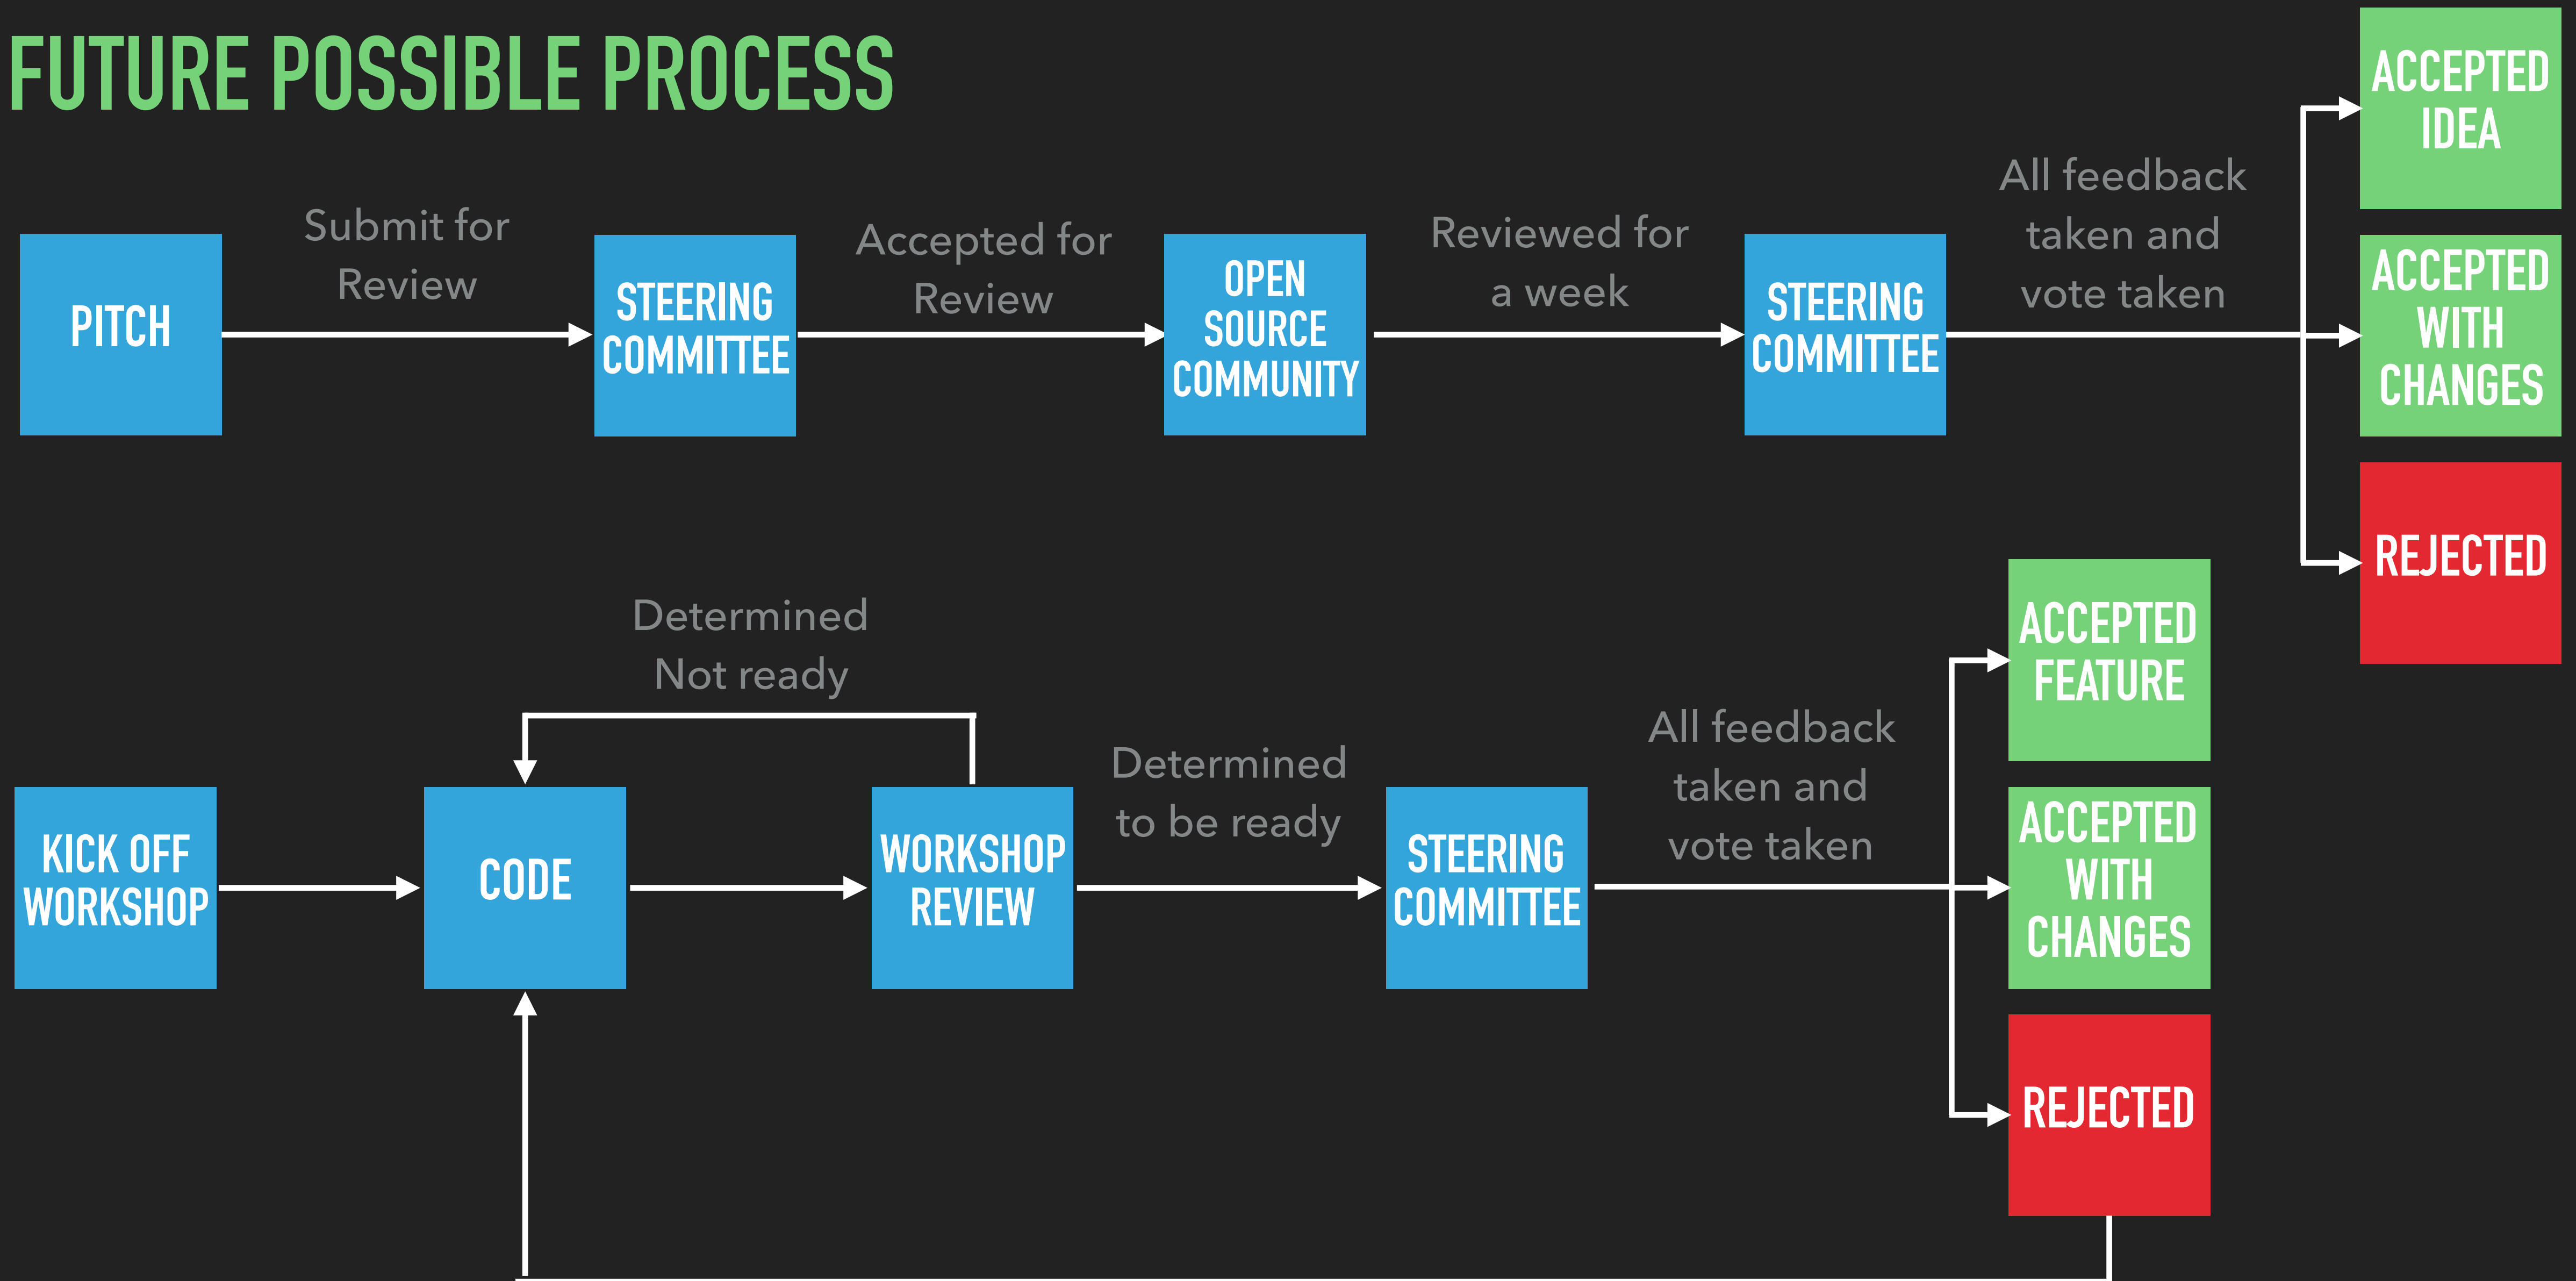 FUTURE POSSIBLE PROCESS
PITCH
Submit for
Review
STEERING
COMMITTEE
Accepted for
Review
OPEN
SOURCE
COMMUNITY
Reviewed for
a week
STEERING
COMMITTEE
All feedback
taken and
vote taken
ACCEPTED
IDEA
ACCEPTED
WITH
CHANGES
REJECTED
KICK OFF
WORKSHOP
CODE
Determined
Not ready
WORKSHOP
REVIEW
Determined
to be ready
STEERING
COMMITTEE
All feedback
taken and
vote taken
ACCEPTED
FEATURE
ACCEPTED
WITH
CHANGES
REJECTED